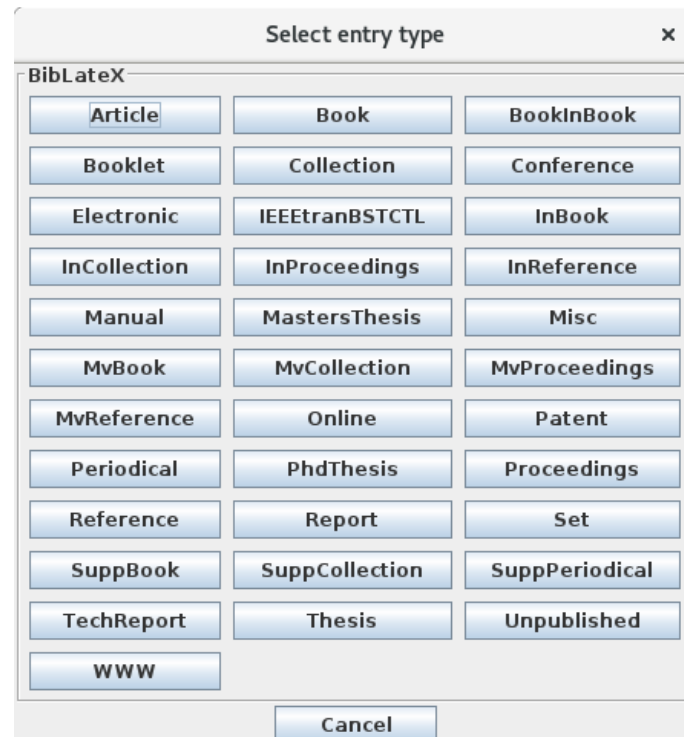 Select entry type ×
BibLateX
Article Book BookInBook
Booklet Collection Conference
Electronic IEEEtranBSTCTL InBook
InCollection InProceedings InReference
Manual MastersThesis Misc
MvBook MvCollection MvProceedings
MvReference Online Patent
Periodical PhdThesis Proceedings
Reference Report Set
SuppBook SuppCollection SuppPeriodical
TechReport Thesis Unpublished
WWW
Cancel